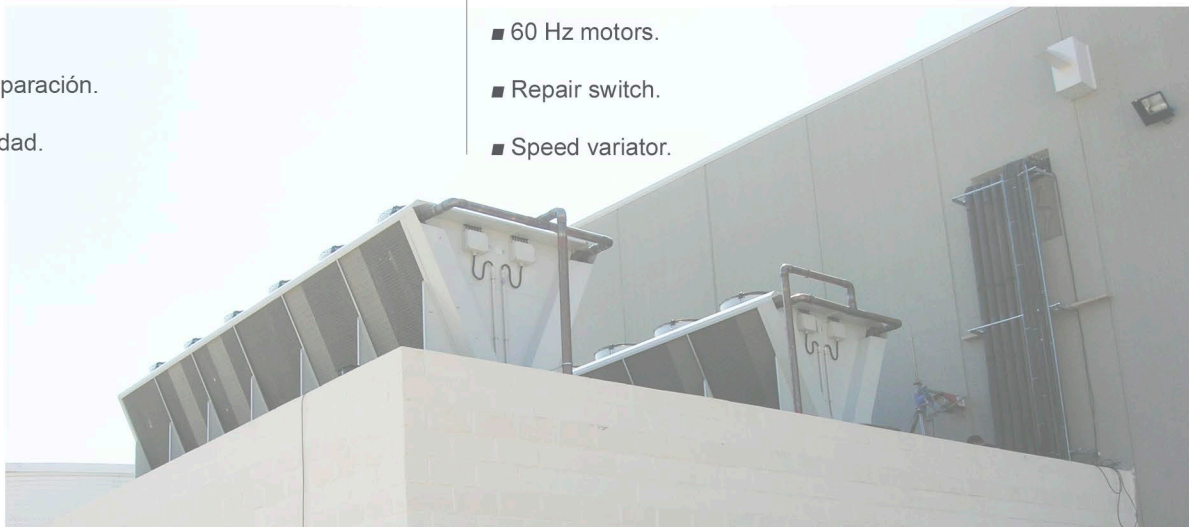 paración.
dad.
■ 60 Hz motors.
■ Repair switch.
■ Speed variator.